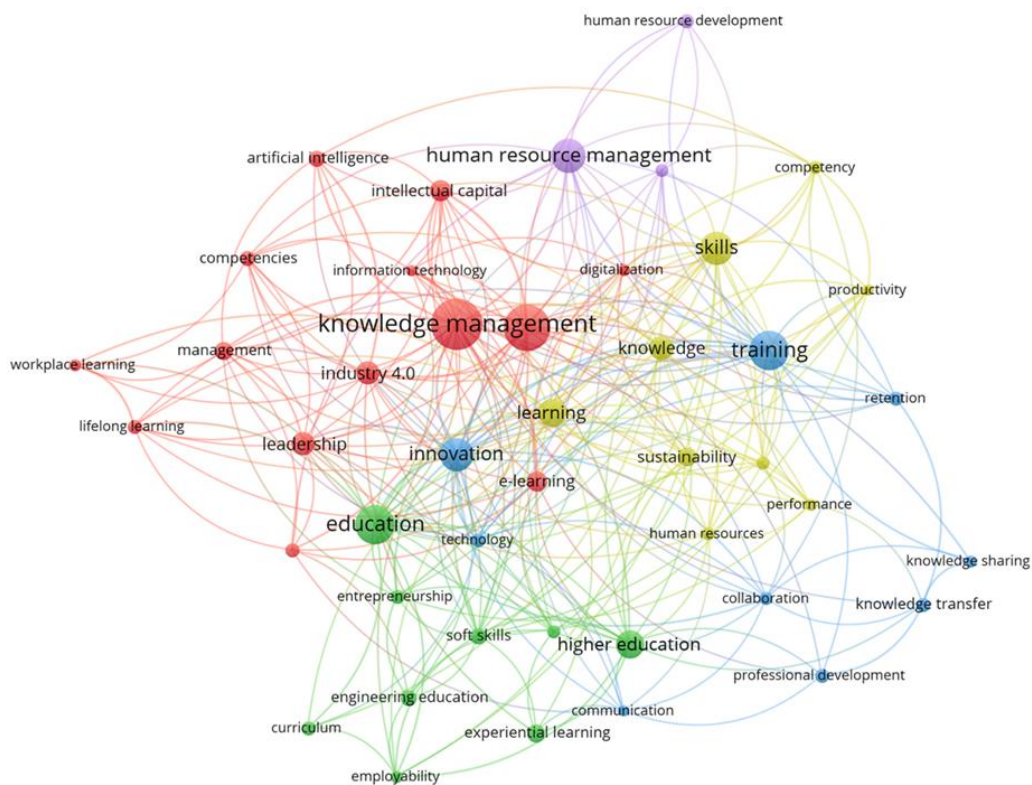 human resource development
artificial intelligence
human resource management
competency
intellectual capital
skills
competencies
information technology
digitalization
productivity
knowledge management
workplace learning
management
industry 4.0
knowledge
training
retention
lifelong learning
learning
leadership
innovation
sustainability
e-learning
performance
education
technology
human resources
knowledge sharing
entrepreneurship
collaboration
knowledge transfer
soft skills
higher education
professional development
engineering education
communication
curriculum
experiential learning
employability